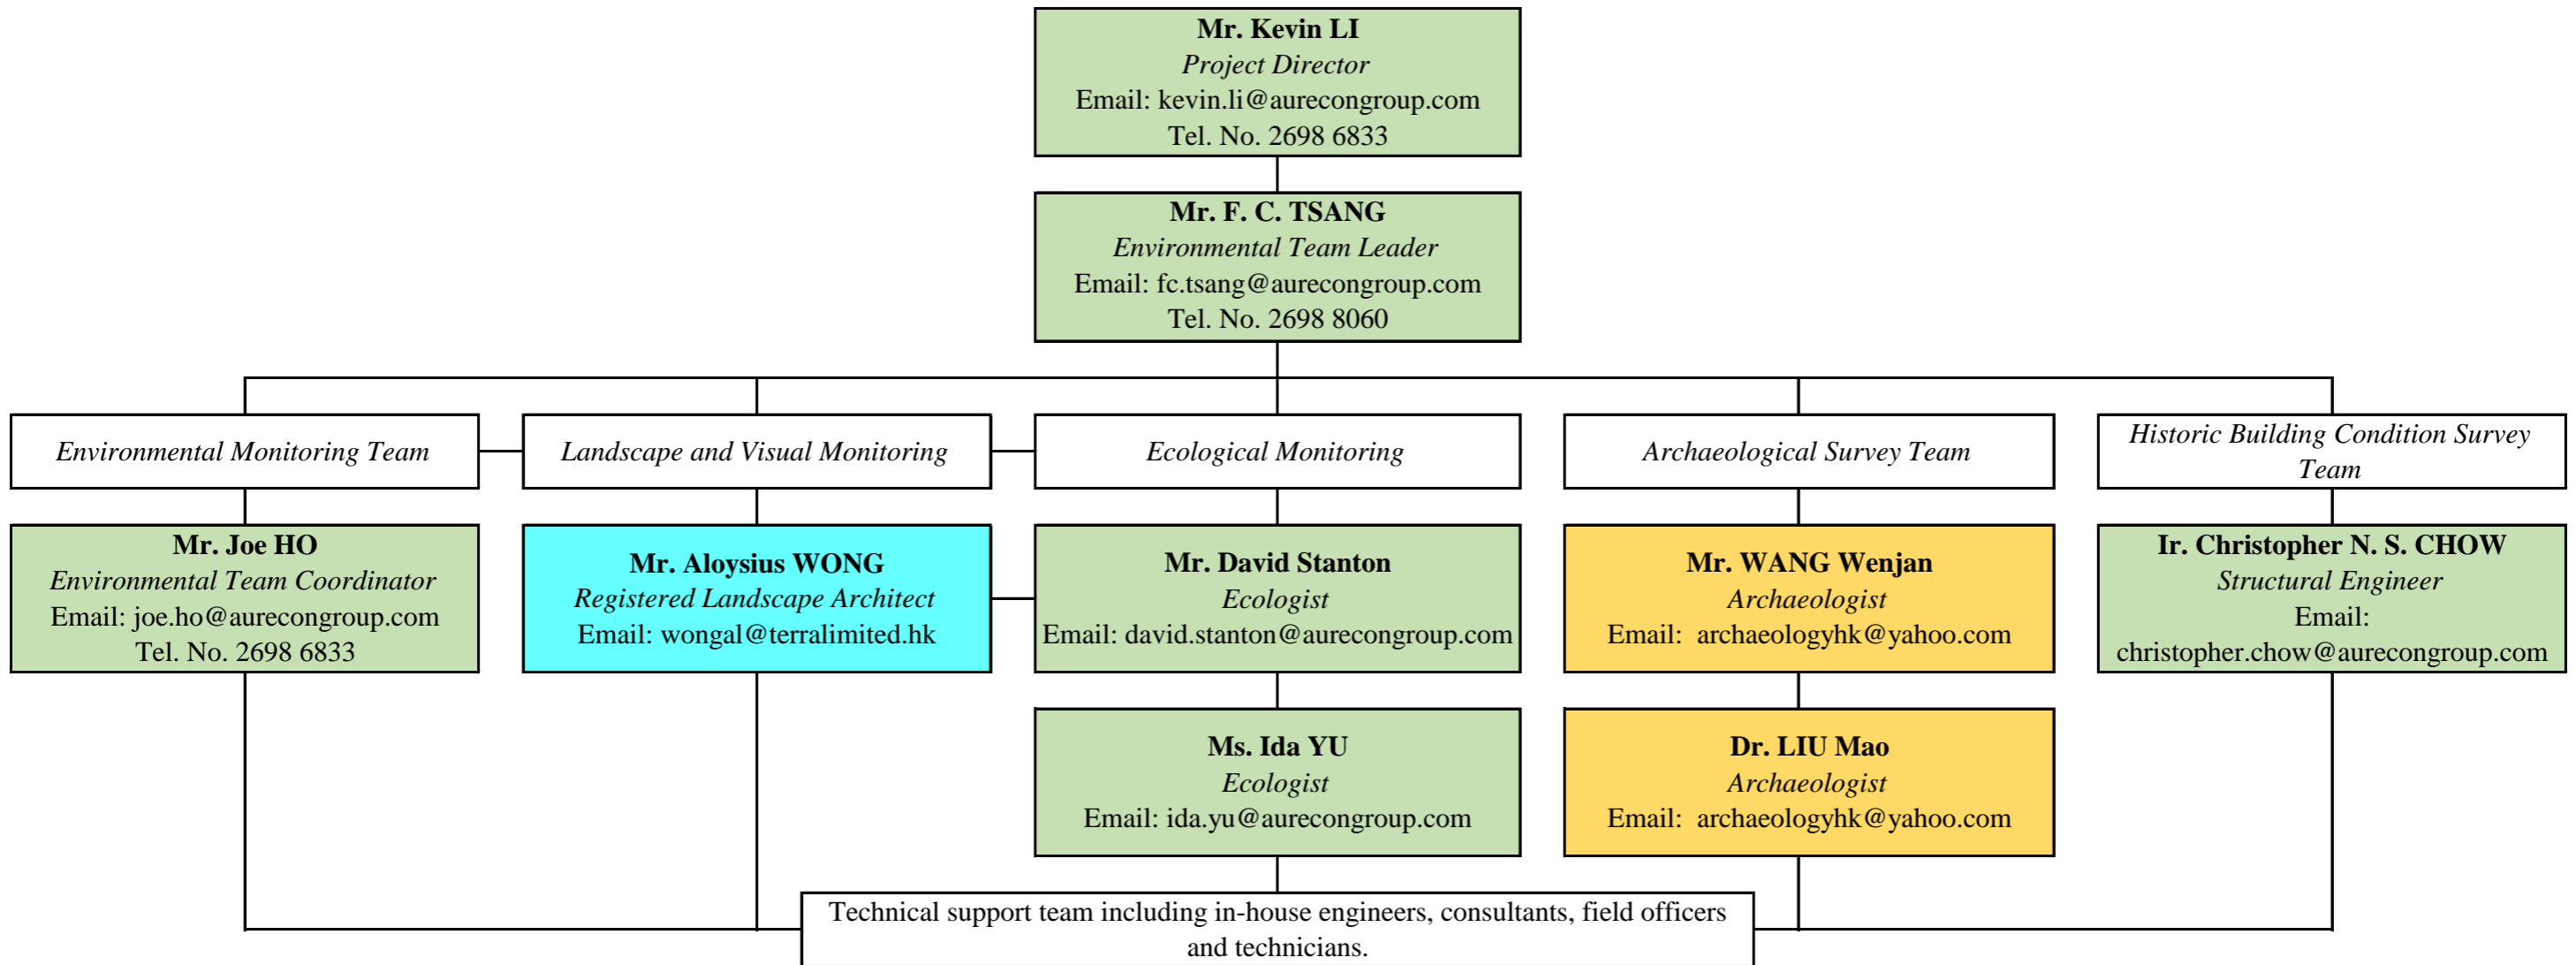 Mr. Kevin LI
Project Director
Email: kevin.li@aurecongroup.com
Tel. No. 2698 6833
Mr. F. C. TSANG
Environmental Team Leader
Email: fc.tsang@aurecongroup.com
Tel. No. 2698 8060
Environmental Monitoring Team
Landscape and Visual Monitoring
Ecological Monitoring
Archaeological Survey Team
Historic Building Condition Survey
Team
Mr. Joe HO
Environmental Team Coordinator
Email: joe.ho@aurecongroup.com
Tel. No. 2698 6833
Mr. Aloysius WONG
Registered Landscape Architect
Email: wongal@terralimited.hk
Mr. David Stanton
Ecologist
Email: david.stanton@aurecongroup.com
Mr. WANG Wenjan
Archaeologist
Email:  archaeologyhk@yahoo.com
Ir. Christopher N. S. CHOW
Structural Engineer
Email:
christopher.chow@aurecongroup.com
Ms. Ida YU
Ecologist
Email: ida.yu@aurecongroup.com
Dr. LIU Mao
Archaeologist
Email:  archaeologyhk@yahoo.com
Technical support team including in-house engineers, consultants, field officers
and technicians.